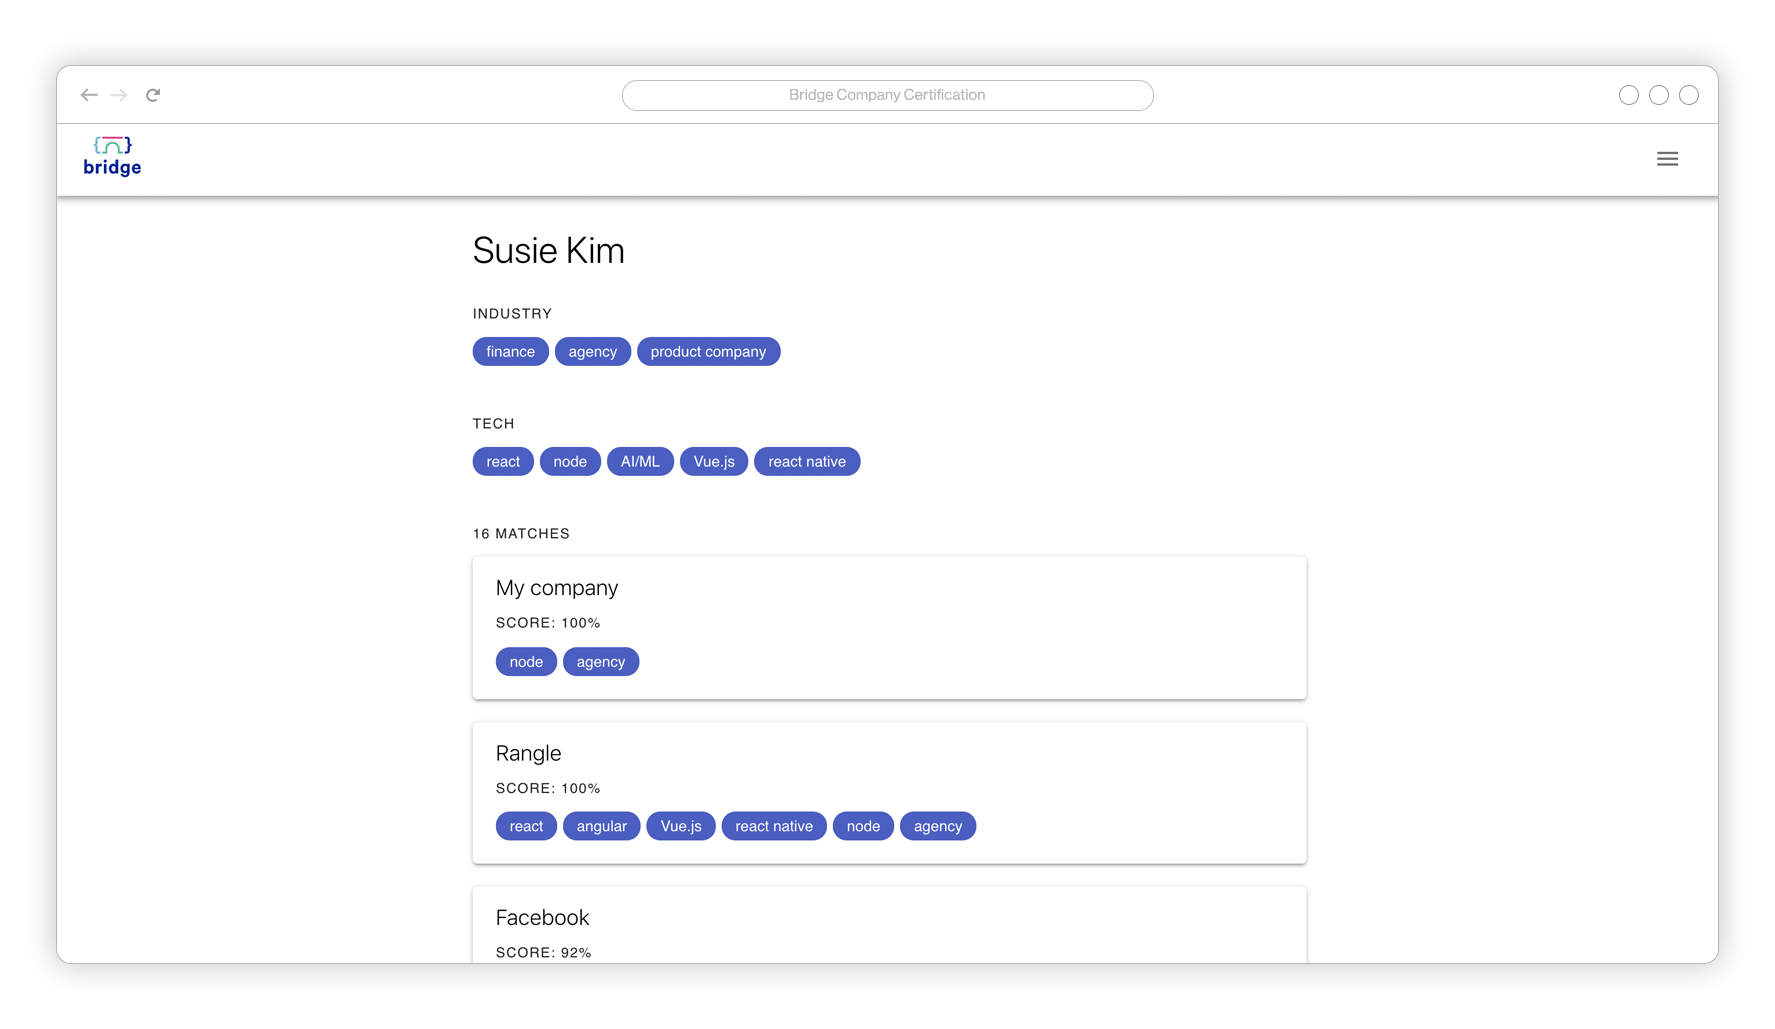 Bridge Company Certification
bridge
Susie Kim
INDUSTRY
finance agency product company
TECH
react node AI/ML Vue.js react native
16 MATCHES
My company
SCORE: 100%
node agency
Rangle
SCORE: 100%
react angular Vue.js react native node agency
Facebook
SCORE: 92%